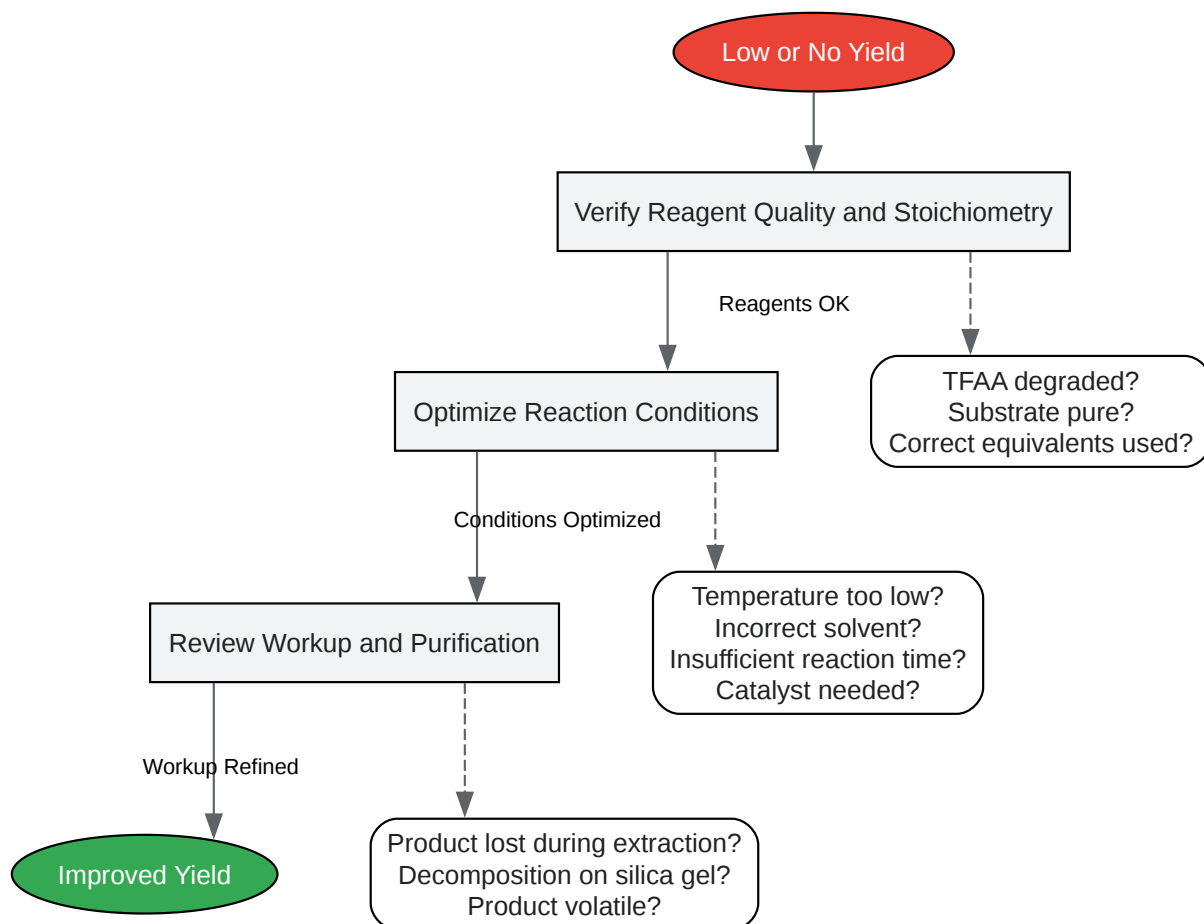 Low or No Yield
Verify Reagent Quality and Stoichiometry
Reagents OK
TFAA degraded?
Substrate pure?
Correct equivalents used?
Optimize Reaction Conditions
Conditions Optimized
Temperature too low?
Incorrect solvent?
Insufficient reaction time?
Catalyst needed?
Review Workup and Purification
Workup Refined
Product lost during extraction?
Decomposition on silica gel?
Product volatile?
Improved Yield